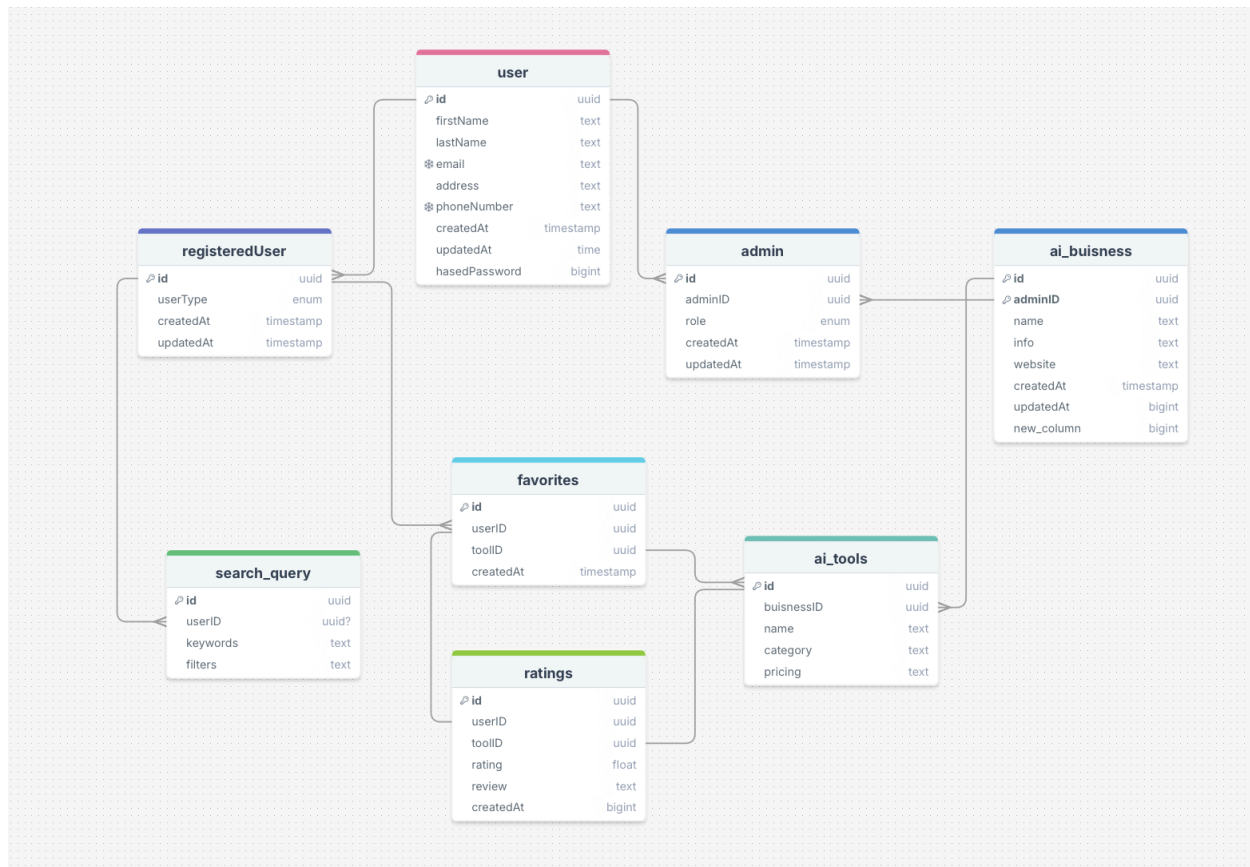 user
id uuid
firstName text
lastName text
email text
address text
phoneNumber text
createdAt timestamp
updatedAt time
hasedPassword bigint
registeredUser
id uuid
userType enum
createdAt timestamp
updatedAt timestamp
admin
id uuid
adminID uuid
role enum
createdAt timestamp
updatedAt timestamp
ai_buisness
id uuid
adminID uuid
name text
info text
website text
createdAt timestamp
updatedAt bigint
new_column bigint
favorites
id uuid
userID uuid
toolID uuid
createdAt timestamp
search_query
id uuid
userID uuid?
keywords text
filters text
ai_tools
id uuid
buisnessID uuid
name text
category text
pricing text
ratings
id uuid
userID uuid
toolID uuid
rating float
review text
createdAt bigint